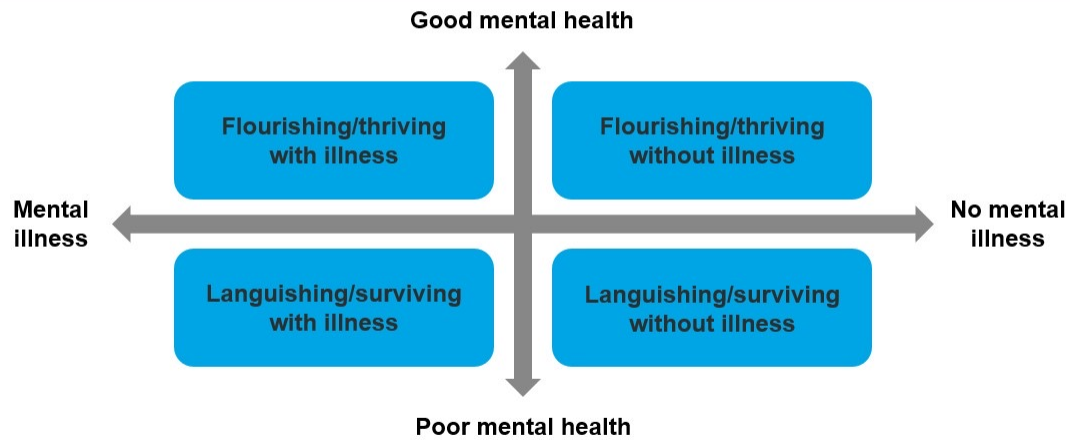 Good mental health
Flourishing/thriving
with illness
Flourishing/thriving
without illness
Mental
illness
No mental
illness
Languishing/surviving
with illness
Languishing/surviving
without illness
Poor mental health